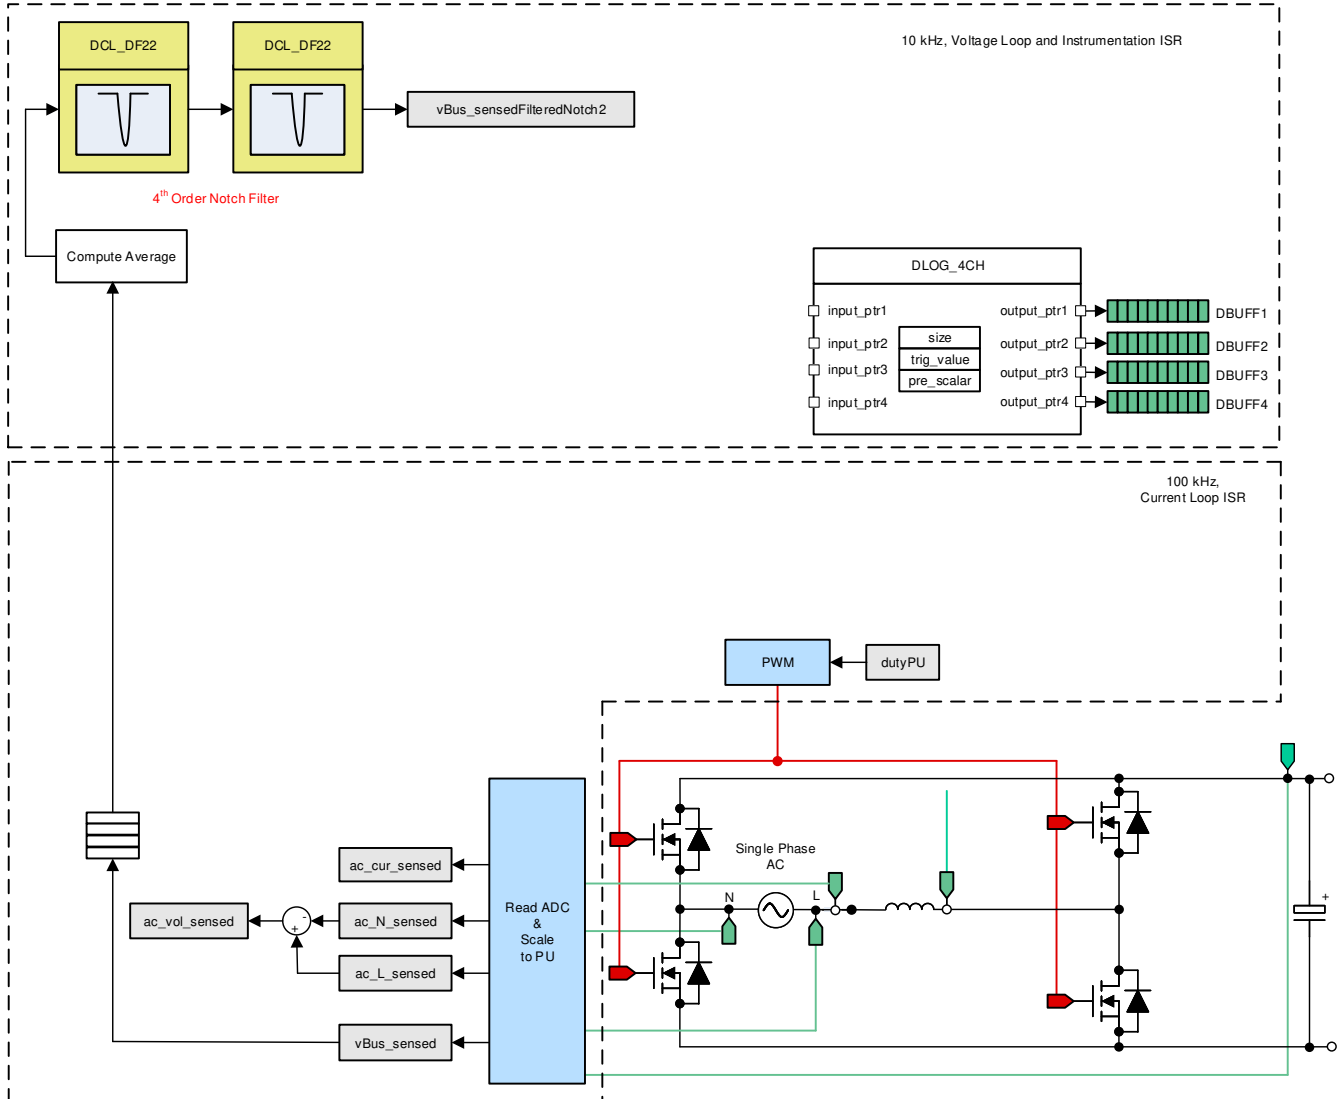 DCL_DF22
DCL_DF22
10 kHz, Voltage Loop and Instrumentation ISR
vBus_sensedFilteredNotch2
4th Order Notch Filter
Compute Average
DLOG_4CH
input_ptr1
output_ptr1
DBUFF1
input_ptr2
size
output_ptr2
DBUFF2
trig_value
input_ptr3
output_ptr3
DBUFF3
pre_scalar
input_ptr4
output_ptr4
DBUFF4
100 kHz,
Current Loop ISR
PWM
dutyPU
Single Phase
AC
ac_cur_sensed
N
L
+
Read ADC
&
Scale
to PU
-
ac_vol_sensed
ac_N_sensed
+
ac_L_sensed
vBus_sensed